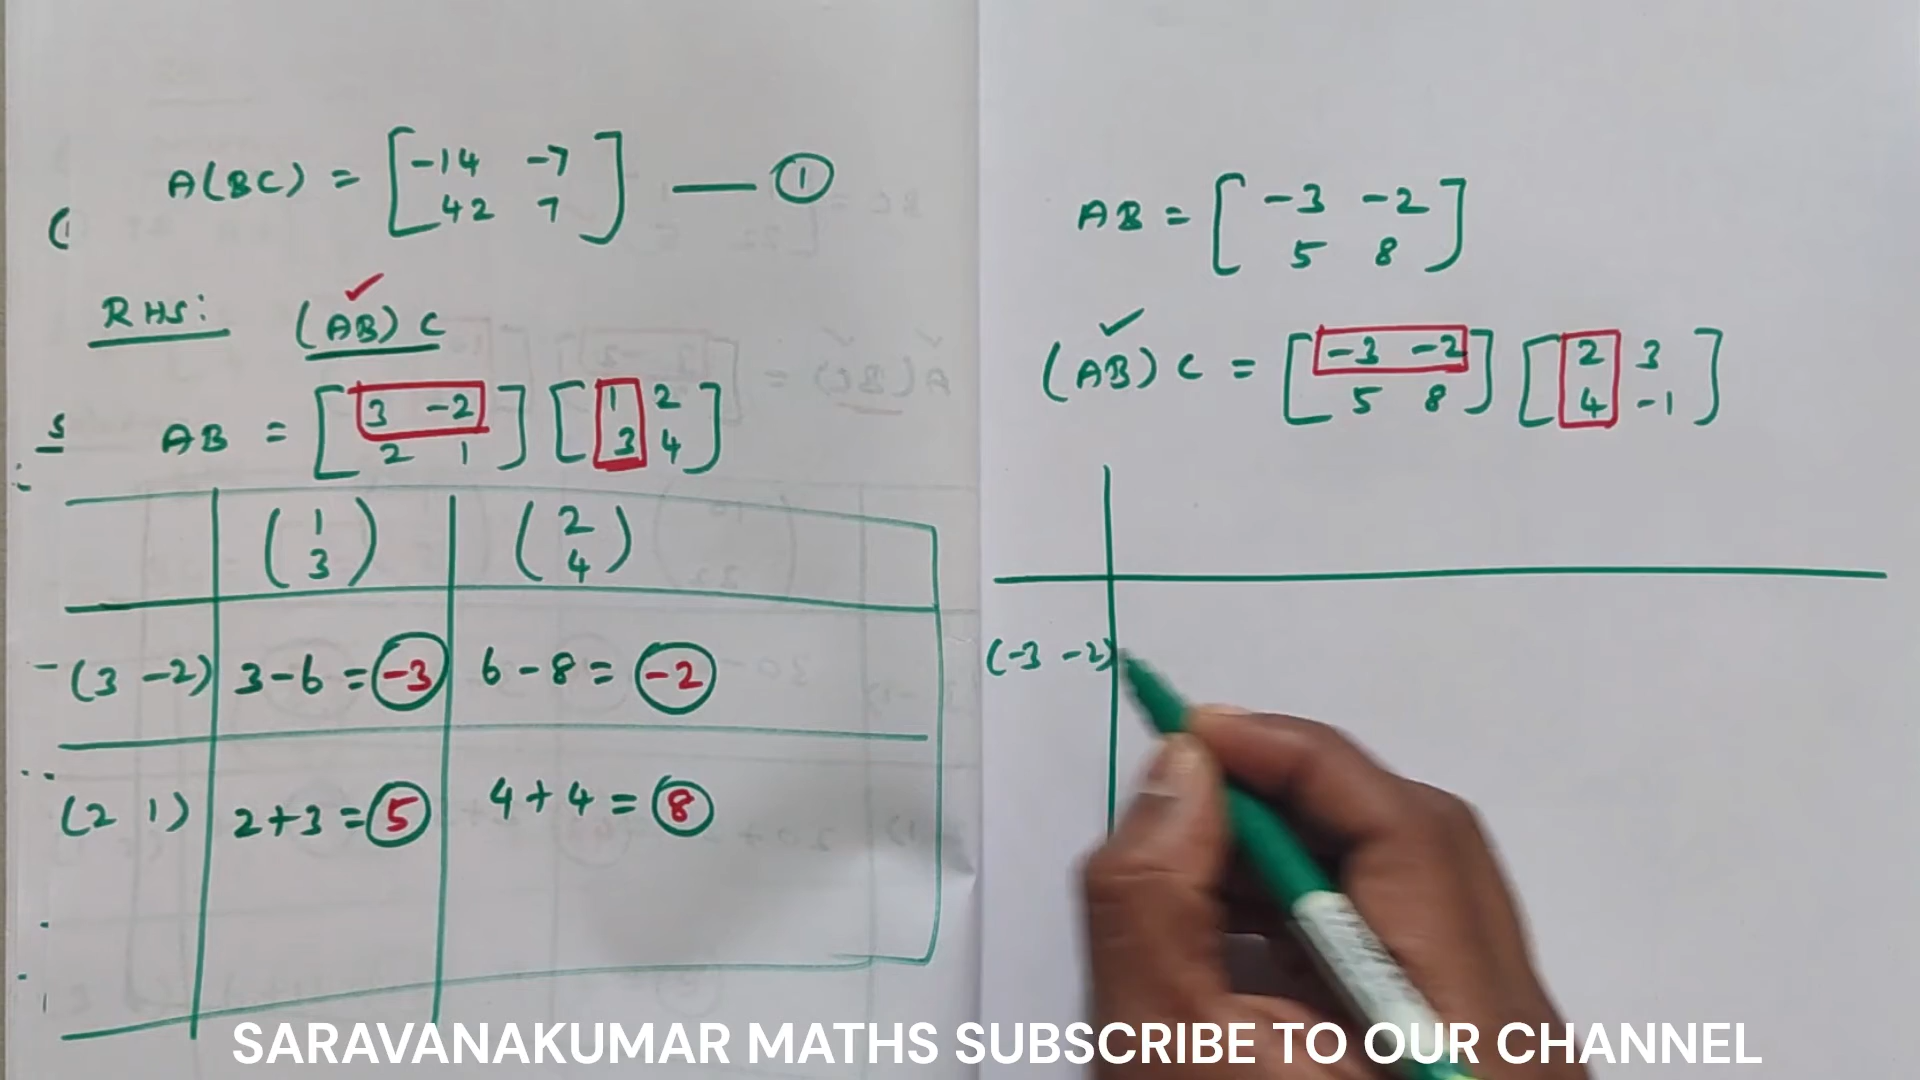 A(BC) = [-14 -7
42 7] — ①
RHS: (AB) C
AB = [3 -2
2 1] [1 2
3 4]
(1
3) (2
4)
(3 -2) 3-6 = -3 6-8 = -2
(2 1) 2+3 = 5 4+4 = 8
AB = [-3 -2
5 8]
(AB) C = [-3 -2
5 8] [2 3
4 -1]
(-3 -2)
SARAVANAKUMAR MATHS SUBSCRIBE TO OUR CHANNEL